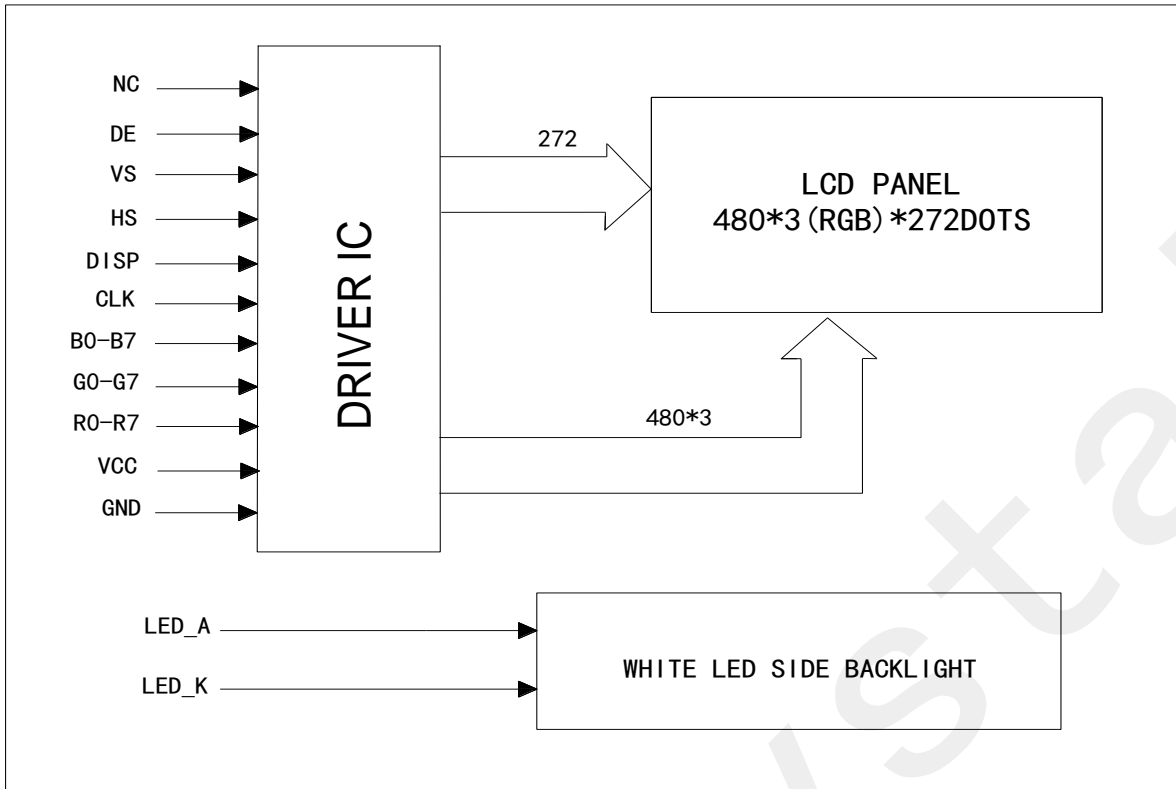 NC
DE
VS
HS
DISP
CLK
B0-B7
G0-G7
R0-R7
VCC
GND
DRIVER IC
272
LCD PANEL
480*3(RGB)*272DOTS
480*3
LED_A
LED_K
WHITE LED SIDE BACKLIGHT